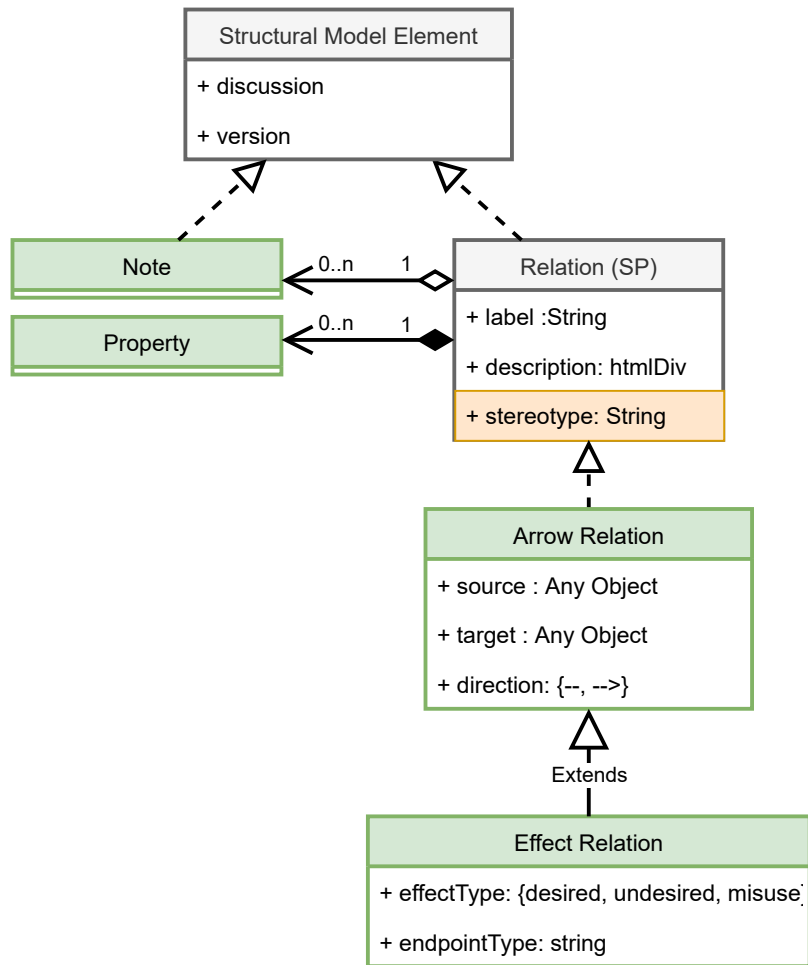 Structural Model Element
+ discussion
+ version
Note
0..n 1
Property
0..n 1
Relation (SP)
+ label :String
+ description: htmlDiv
+ stereotype: String
Arrow Relation
+ source : Any Object
+ target : Any Object
+ direction: {--, -->}
Extends
Effect Relation
+ effectType: {desired, undesired, misuse}
+ endpointType: string